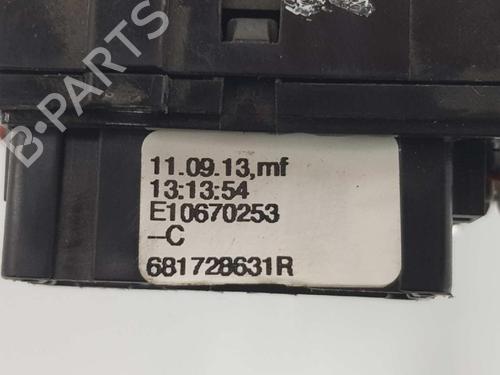 B-PARTS
11.09.13,mf
13:13:54
E10670253
--C
681728631R